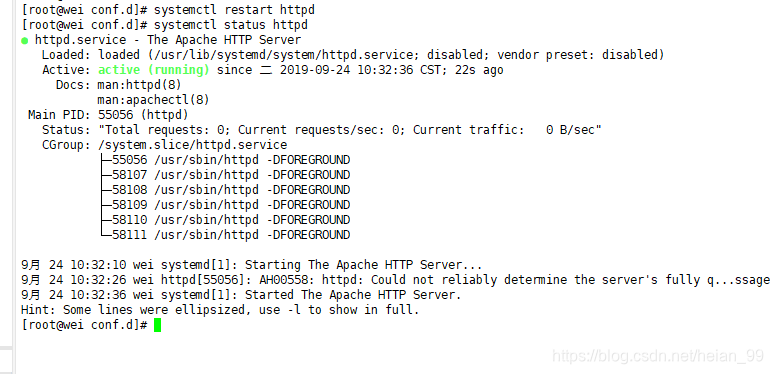 [root@wei conf.d]# systemctl restart httpd
[root@wei conf.d]# systemctl status httpd
● httpd.service - The Apache HTTP Server
Loaded: loaded (/usr/lib/systemd/system/httpd.service; disabled; vendor preset: disabled)
Active: active (running) since 二 2019-09-24 10:32:36 CST; 22s ago
Docs: man:httpd(8)
man:apachectl(8)
Main PID: 55056 (httpd)
Status: "Total requests: 0; Current requests/sec: 0; Current traffic:   0 B/sec"
CGroup: /system.slice/httpd.service
├─55056 /usr/sbin/httpd -DFOREGROUND
├─58107 /usr/sbin/httpd -DFOREGROUND
├─58108 /usr/sbin/httpd -DFOREGROUND
├─58109 /usr/sbin/httpd -DFOREGROUND
├─58110 /usr/sbin/httpd -DFOREGROUND
└─58111 /usr/sbin/httpd -DFOREGROUND
9月 24 10:32:10 wei systemd[1]: Starting The Apache HTTP Server...
9月 24 10:32:26 wei httpd[55056]: AH00558: httpd: Could not reliably determine the server's fully q...ssage
9月 24 10:32:36 wei systemd[1]: Started The Apache HTTP Server.
Hint: Some lines were ellipsized, use -l to show in full.
[root@wei conf.d]#
https://blog.csdn.net/heian_99